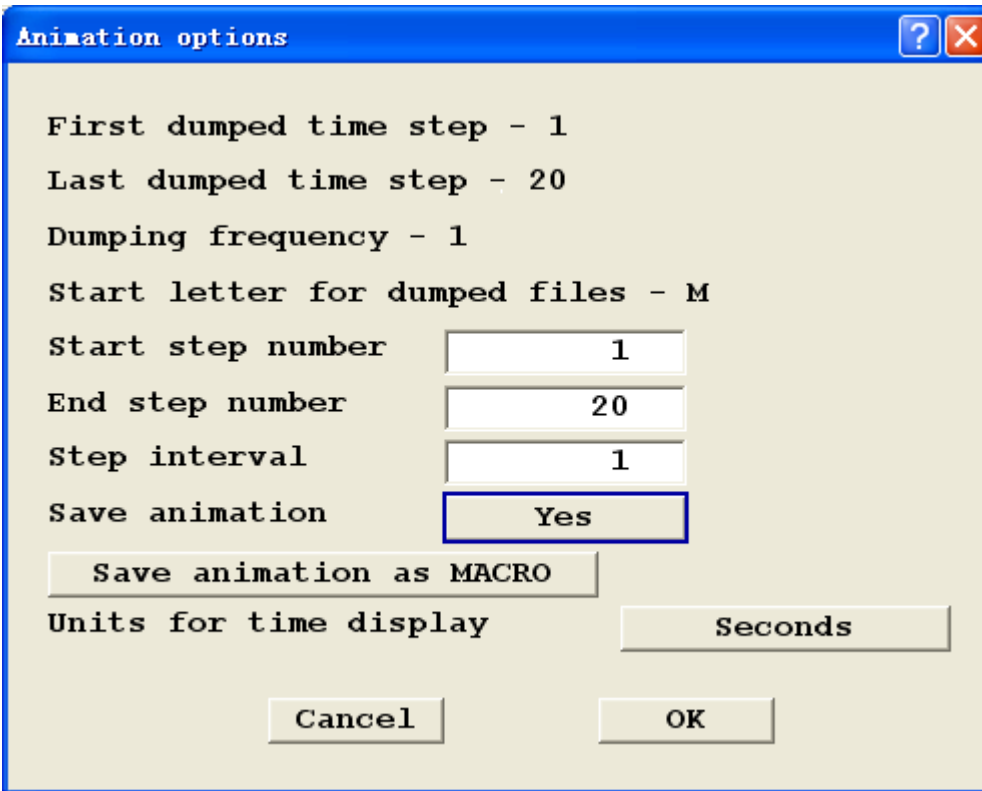 Animation options
First dumped time step - 1
Last dumped time step - 20
Dumping frequency - 1
Start letter for dumped files - M
Start step number 1
End step number 20
Step interval 1
Save animation Yes
Save animation as MACRO
Units for time display Seconds
Cancel OK